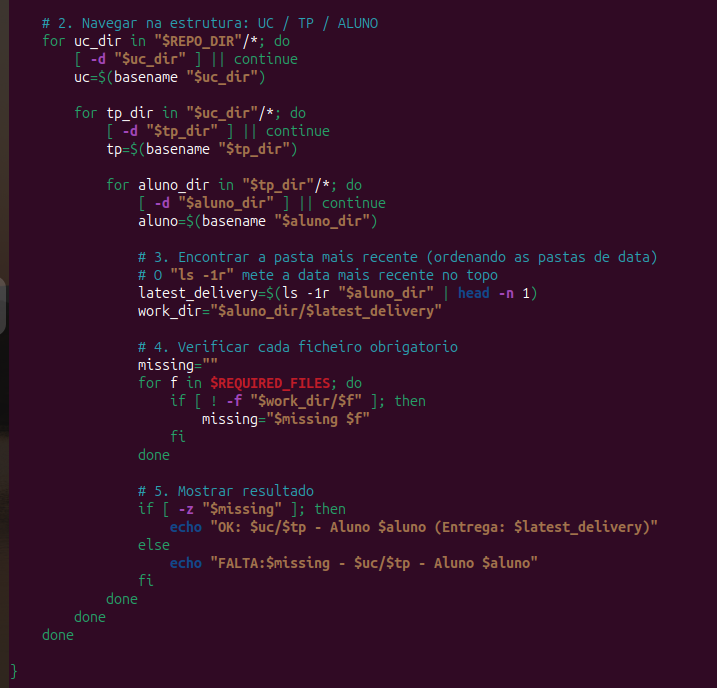 # 2. Navegar na estrutura: UC / TP / ALUNO
for uc_dir in "$REPO_DIR"/*; do
[ -d "$uc_dir" ] || continue
uc=$(basename "$uc_dir")
for tp_dir in "$uc_dir"/*; do
[ -d "$tp_dir" ] || continue
tp=$(basename "$tp_dir")
for aluno_dir in "$tp_dir"/*; do
[ -d "$aluno_dir" ] || continue
aluno=$(basename "$aluno_dir")
# 3. Encontrar a pasta mais recente (ordenando as pastas de data)
# O "ls -1r" mete a data mais recente no topo
latest_delivery=$(ls -1r "$aluno_dir" | head -n 1)
work_dir="$aluno_dir/$latest_delivery"
# 4. Verificar cada ficheiro obrigatorio
missing=""
for f in $REQUIRED_FILES; do
if [ ! -f "$work_dir/$f" ]; then
missing="$missing $f"
fi
done
# 5. Mostrar resultado
if [ -z "$missing" ]; then
echo "OK: $uc/$tp - Aluno $aluno (Entrega: $latest_delivery)"
else
echo "FALTA:$missing - $uc/$tp - Aluno $aluno"
fi
done
done
done
}